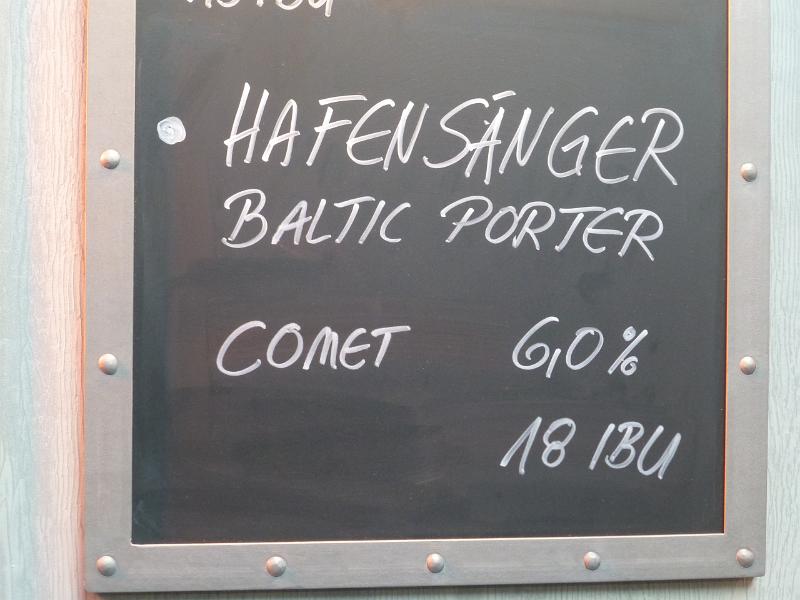 HAFENSÄNGER
BALTIC PORTER
COMET 6,0%
18 IBU